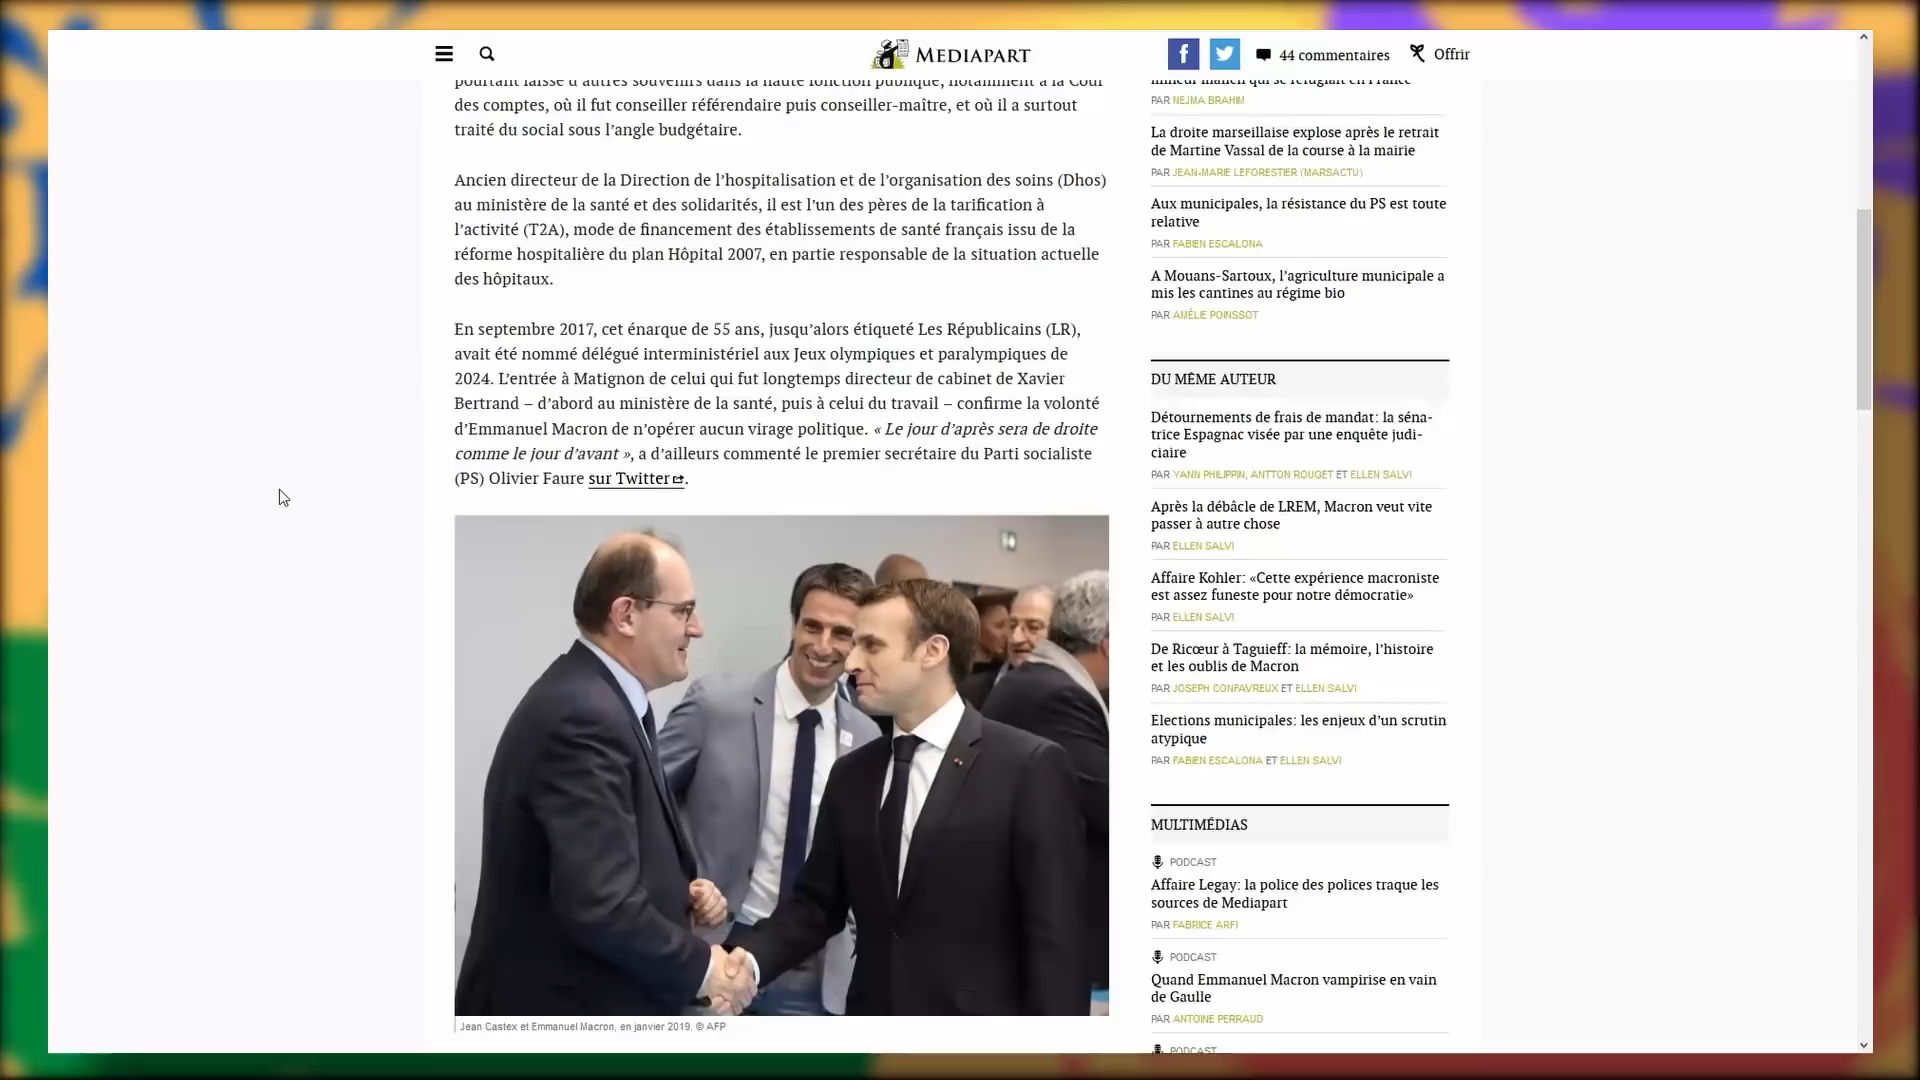 MEDIAPART
44 commentaires
Offrir
pourtant laissé d'autres souvenirs dans la haute fonction publique, notamment à la Cour
des comptes, où il fut conseiller référendaire puis conseiller-maître, et où il a surtout
traité du social sous l'angle budgétaire.
Ancien directeur de la Direction de l'hospitalisation et de l'organisation des soins (Dhos)
au ministère de la santé et des solidarités, il est l'un des pères de la tarification à
l'activité (T2A), mode de financement des établissements de santé français issu de la
réforme hospitalière du plan Hôpital 2007, en partie responsable de la situation actuelle
des hôpitaux.
En septembre 2017, cet énarque de 55 ans, jusqu'alors étiqueté Les Républicains (LR),
avait été nommé délégué interministériel aux Jeux olympiques et paralympiques de
2024. L'entrée à Matignon de celui qui fut longtemps directeur de cabinet de Xavier
Bertrand – d'abord au ministère de la santé, puis à celui du travail – confirme la volonté
d'Emmanuel Macron de n'opérer aucun virage politique. « Le jour d'après sera de droite
comme le jour d'avant », a d'ailleurs commenté le premier secrétaire du Parti socialiste
(PS) Olivier Faure sur Twitter.
Jean Castex et Emmanuel Macron, en janvier 2019. © AFP
mineur malien qui se réfugiait en France
PAR NEJMA BRAHIM
La droite marseillaise explose après le retrait
de Martine Vassal de la course à la mairie
PAR JEAN-MARIE LEFORESTIER (MARSACTU)
Aux municipales, la résistance du PS est toute
relative
PAR FABIEN ESCALONA
A Mouans-Sartoux, l'agriculture municipale a
mis les cantines au régime bio
PAR AMÉLIE POINSSOT
DU MÊME AUTEUR
Détournements de frais de mandat: la séna-
trice Espagnac visée par une enquête judi-
ciaire
PAR YANN PHILIPPIN, ANTTON ROUGET ET ELLEN SALVI
Après la débâcle de LREM, Macron veut vite
passer à autre chose
PAR ELLEN SALVI
Affaire Kohler: «Cette expérience macroniste
est assez funeste pour notre démocratie»
PAR ELLEN SALVI
De Ricœur à Taguieff: la mémoire, l'histoire
et les oublis de Macron
PAR JOSEPH CONFAVREUX ET ELLEN SALVI
Elections municipales: les enjeux d'un scrutin
atypique
PAR FABIEN ESCALONA ET ELLEN SALVI
MULTIMÉDIAS
PODCAST
Affaire Legay: la police des polices traque les
sources de Mediapart
PAR FABRICE ARFI
PODCAST
Quand Emmanuel Macron vampirise en vain
de Gaulle
PAR ANTOINE PERRAUD
PODCAST